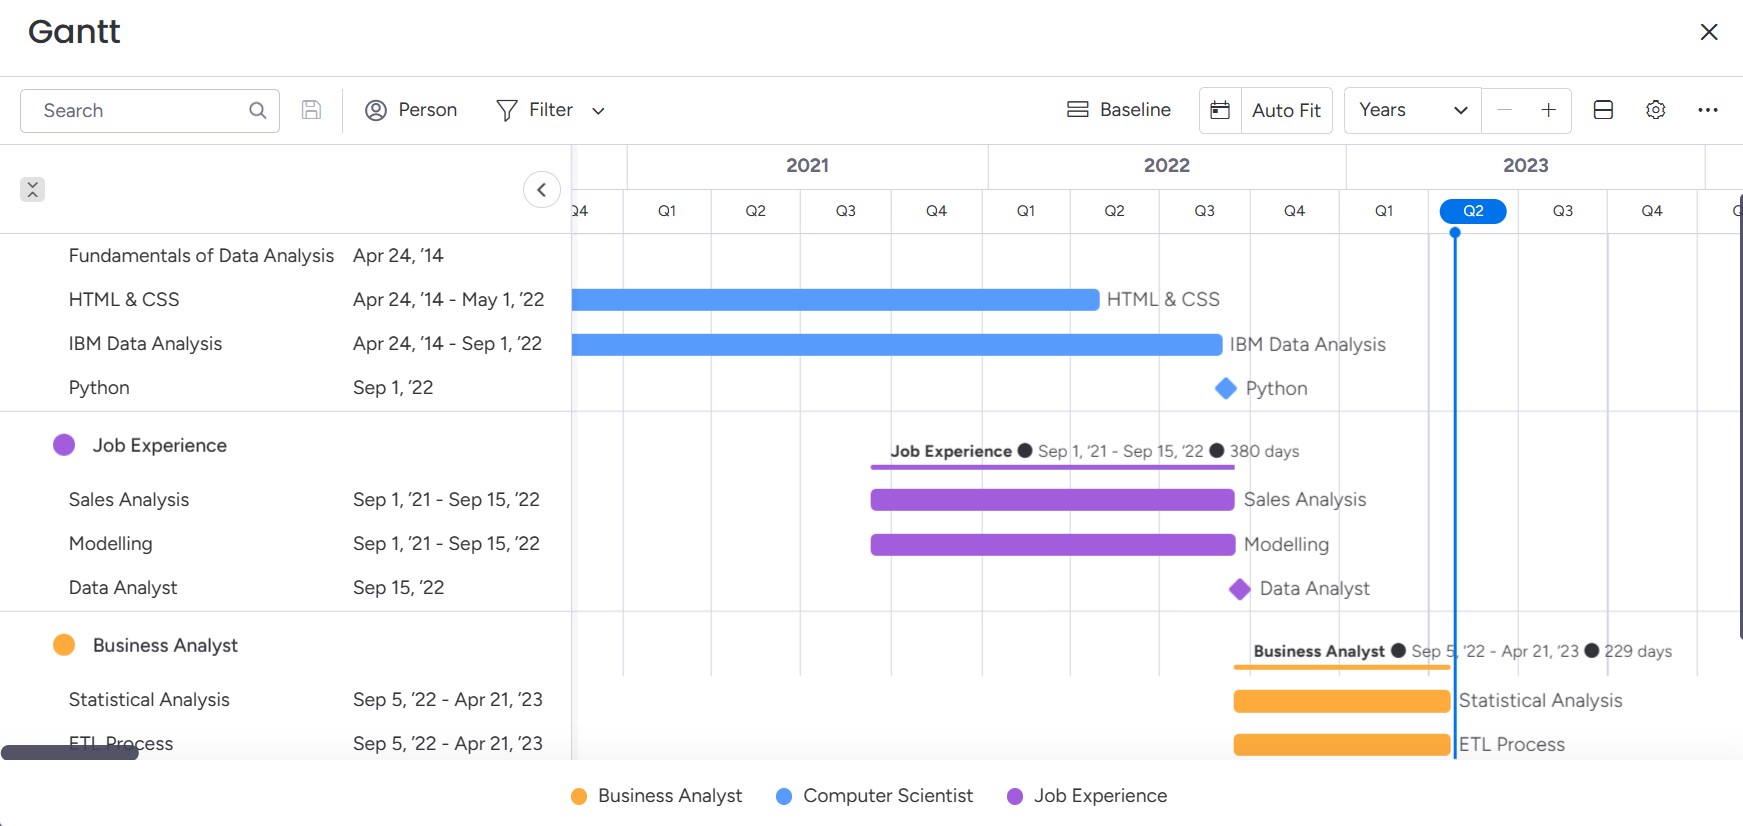 Gantt
Search
Person
Filter
Baseline
Auto Fit
Years
2021 2022 2023
Q4 Q1 Q2 Q3 Q4 Q1 Q2 Q3 Q4 Q1 Q2 Q3 Q4
Fundamentals of Data Analysis Apr 24, '14
HTML & CSS Apr 24, '14 - May 1, '22 HTML & CSS
IBM Data Analysis Apr 24, '14 - Sep 1, '22 IBM Data Analysis
Python Sep 1, '22 Python
Job Experience Job Experience ● Sep 1, '21 - Sep 15, '22 ● 380 days
Sales Analysis Sep 1, '21 - Sep 15, '22 Sales Analysis
Modelling Sep 1, '21 - Sep 15, '22 Modelling
Data Analyst Sep 15, '22 Data Analyst
Business Analyst Business Analyst ● Sep 5, '22 - Apr 21, '23 ● 229 days
Statistical Analysis Sep 5, '22 - Apr 21, '23 Statistical Analysis
ETL Process Sep 5, '22 - Apr 21, '23 ETL Process
Business Analyst Computer Scientist Job Experience